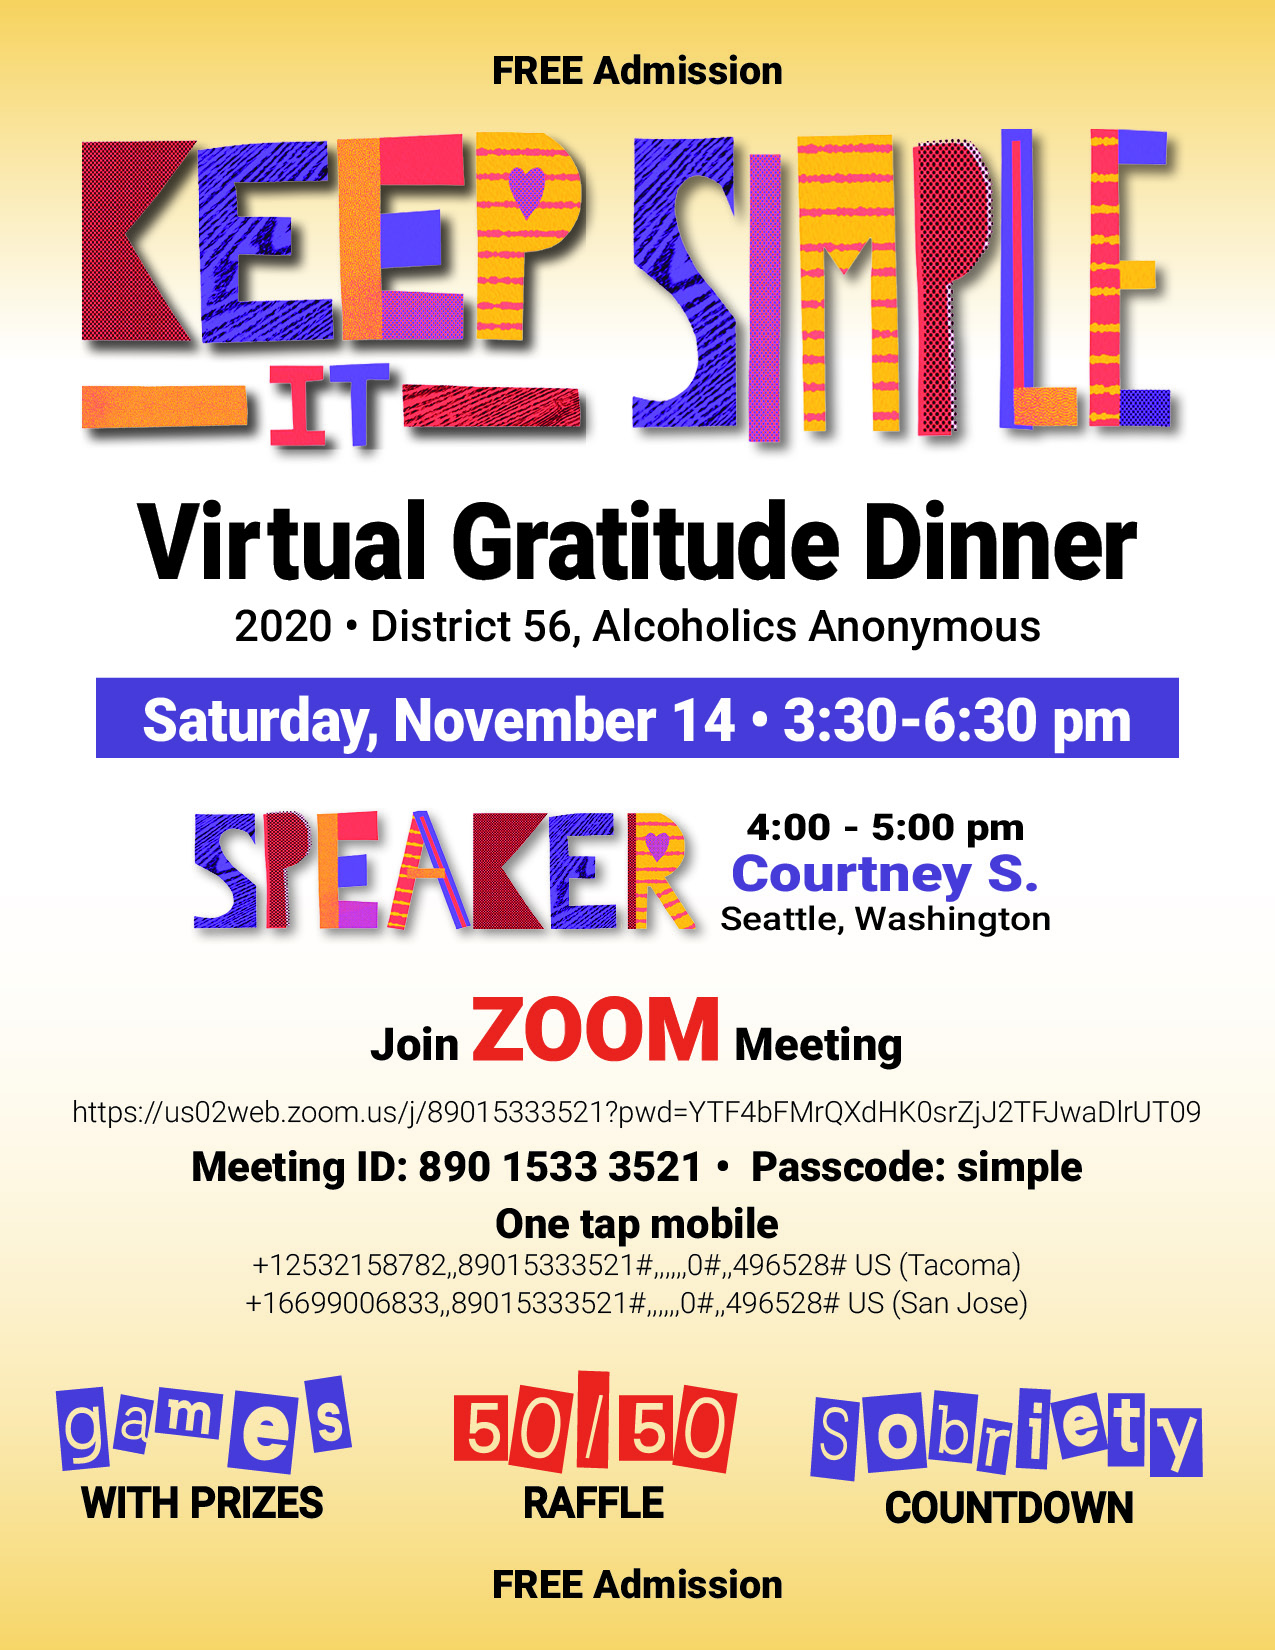 FREE Admission
KEEP SIMPLE
IT
Virtual Gratitude Dinner
2020 • District 56, Alcoholics Anonymous
Saturday, November 14 • 3:30-6:30 pm
SPEAKER
4:00 - 5:00 pm
Courtney S.
Seattle, Washington
Join ZOOM Meeting
https://us02web.zoom.us/j/89015333521?pwd=YTF4bFMrQXdHK0srZjJ2TFJwaDlrUT09
Meeting ID: 890 1533 3521 • Passcode: simple
One tap mobile
+12532158782,,89015333521#,,,,,,0#,,496528# US (Tacoma)
+16699006833,,89015333521#,,,,,,0#,,496528# US (San Jose)
games
WITH PRIZES
50/50
RAFFLE
Sobriety
COUNTDOWN
FREE Admission